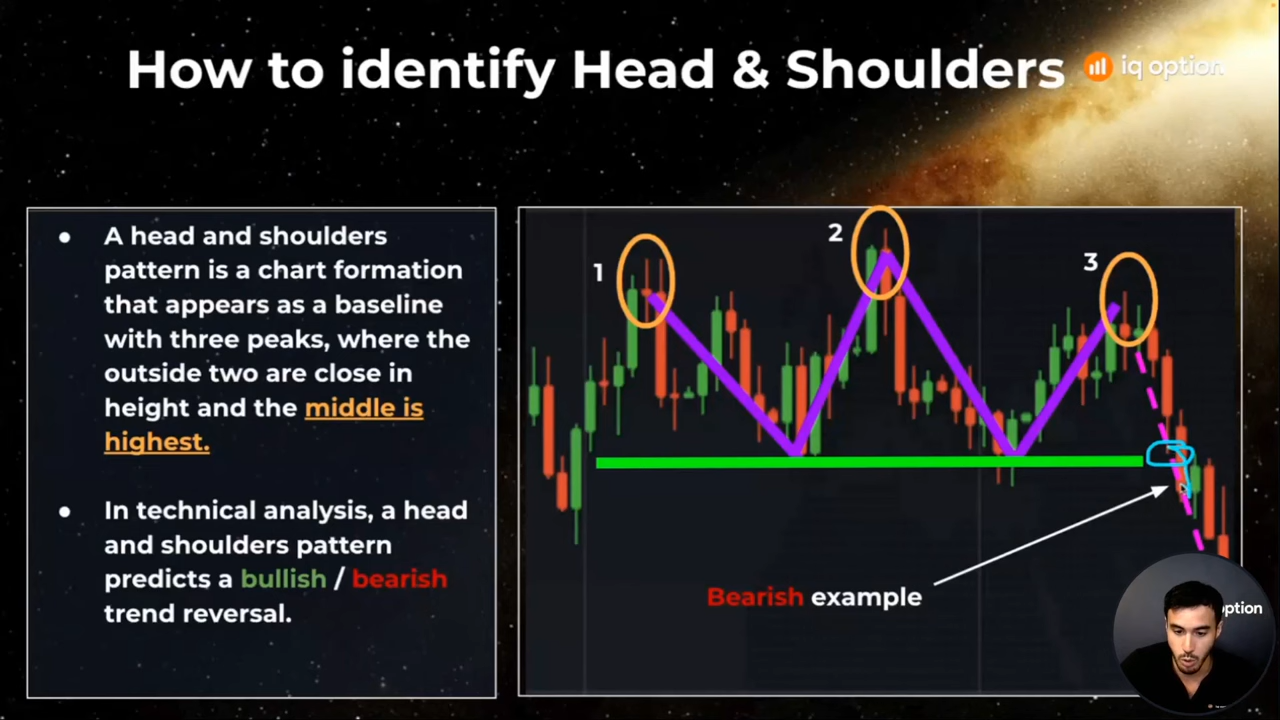 How to identify Head & Shoulders
iq option
● A head and shoulders
pattern is a chart formation
that appears as a baseline
with three peaks, where the
outside two are close in
height and the middle is
highest.
● In technical analysis, a head
and shoulders pattern
predicts a bullish / bearish
trend reversal.
1
2
3
Bearish example
option